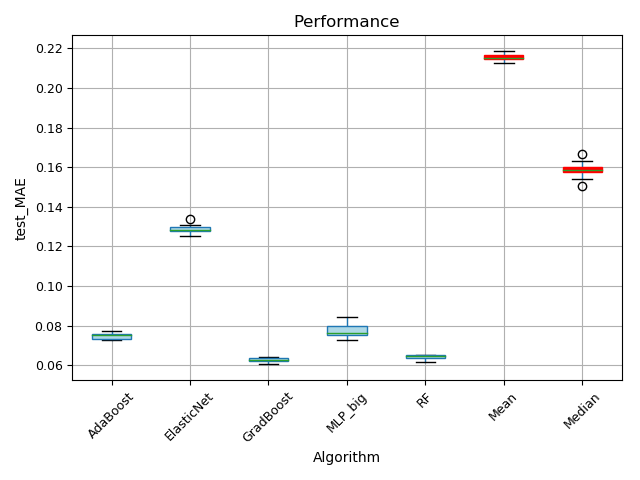 Performance
0.22
0.20
0.18
0.16
0.14
0.12
0.10
0.08
0.06
test_MAE
AdaBoost
ElasticNet
GradBoost
MLP_big
RF
Mean
Median
Algorithm